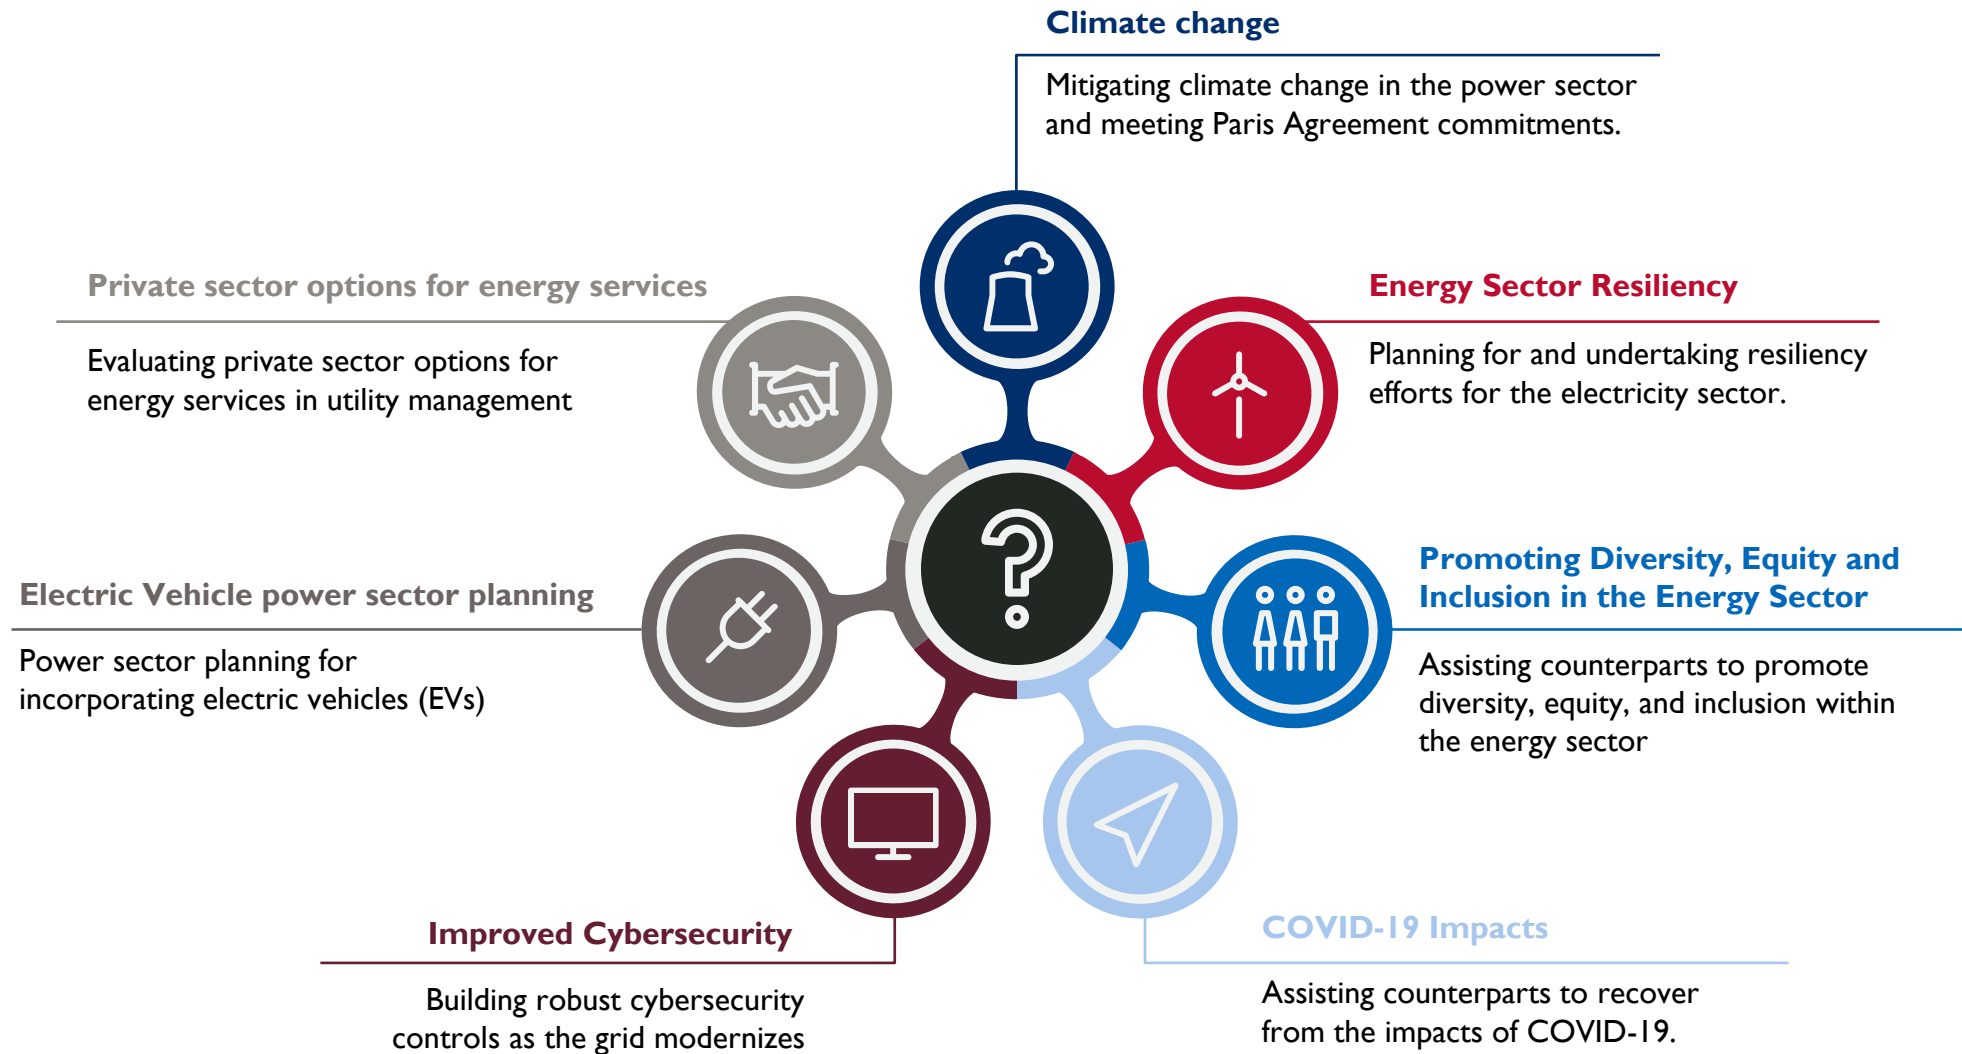 Climate change
Mitigating climate change in the power sector
and meeting Paris Agreement commitments.
Private sector options for energy services
Evaluating private sector options for
energy services in utility management
Energy Sector Resiliency
Planning for and undertaking resiliency
efforts for the electricity sector.
Electric Vehicle power sector planning
Power sector planning for
incorporating electric vehicles (EVs)
?
Promoting Diversity, Equity and
Inclusion in the Energy Sector
Assisting counterparts to promote
diversity, equity, and inclusion within
the energy sector
Improved Cybersecurity
Building robust cybersecurity
controls as the grid modernizes
COVID-19 Impacts
Assisting counterparts to recover
from the impacts of COVID-19.